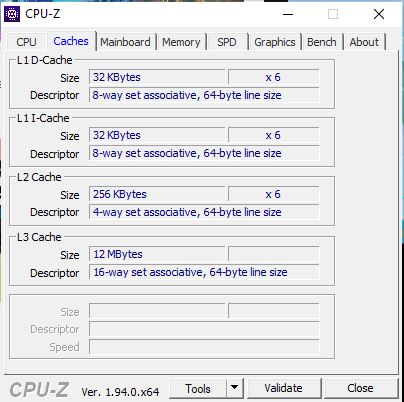 CPU-Z
CPU Caches Mainboard Memory SPD Graphics Bench About
L1 D-Cache
Size 32 KBytes x 6
Descriptor 8-way set associative, 64-byte line size
L1 I-Cache
Size 32 KBytes x 6
Descriptor 8-way set associative, 64-byte line size
L2 Cache
Size 256 KBytes x 6
Descriptor 4-way set associative, 64-byte line size
L3 Cache
Size 12 MBytes
Descriptor 16-way set associative, 64-byte line size
Size
Descriptor
Speed
CPU-Z Ver. 1.94.0.x64 Tools Validate Close